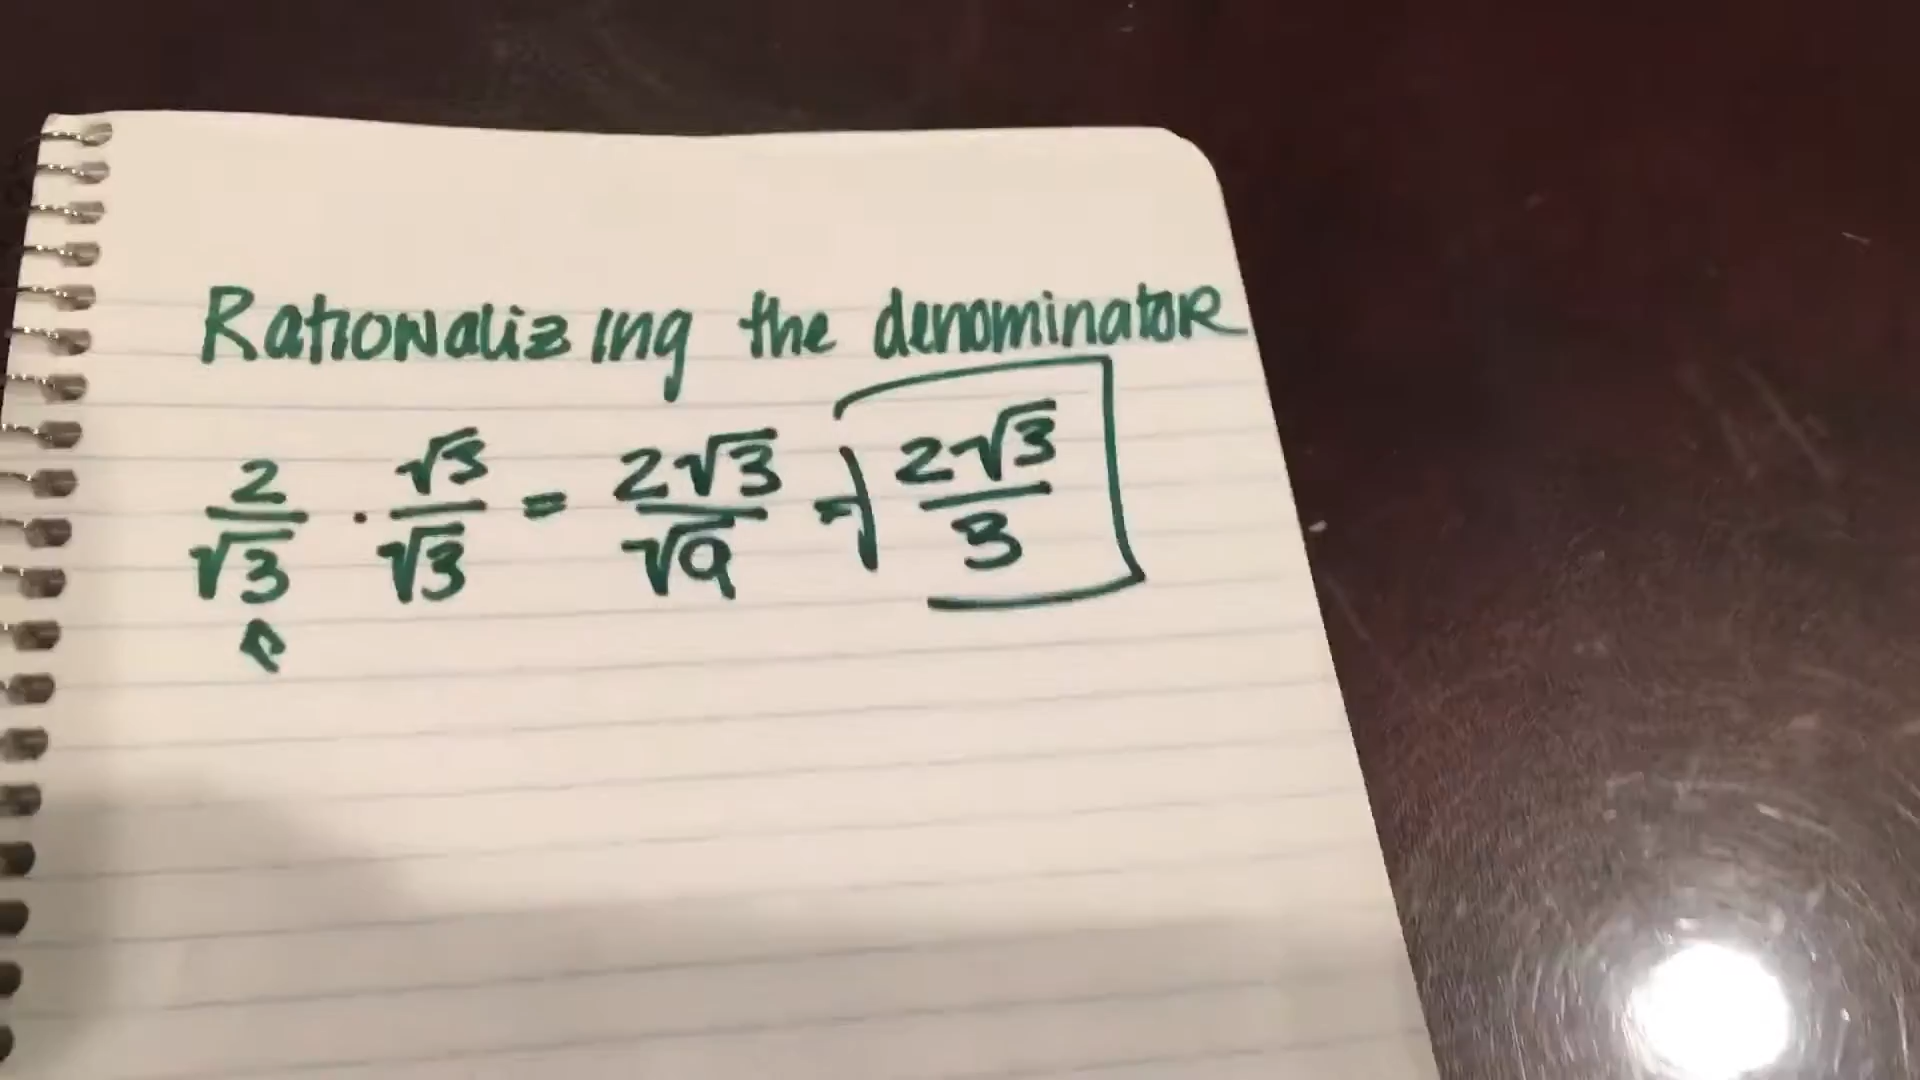 Rationalizing the denominator
2/√3 · √3/√3 = 2√3/√9 = 2√3/3